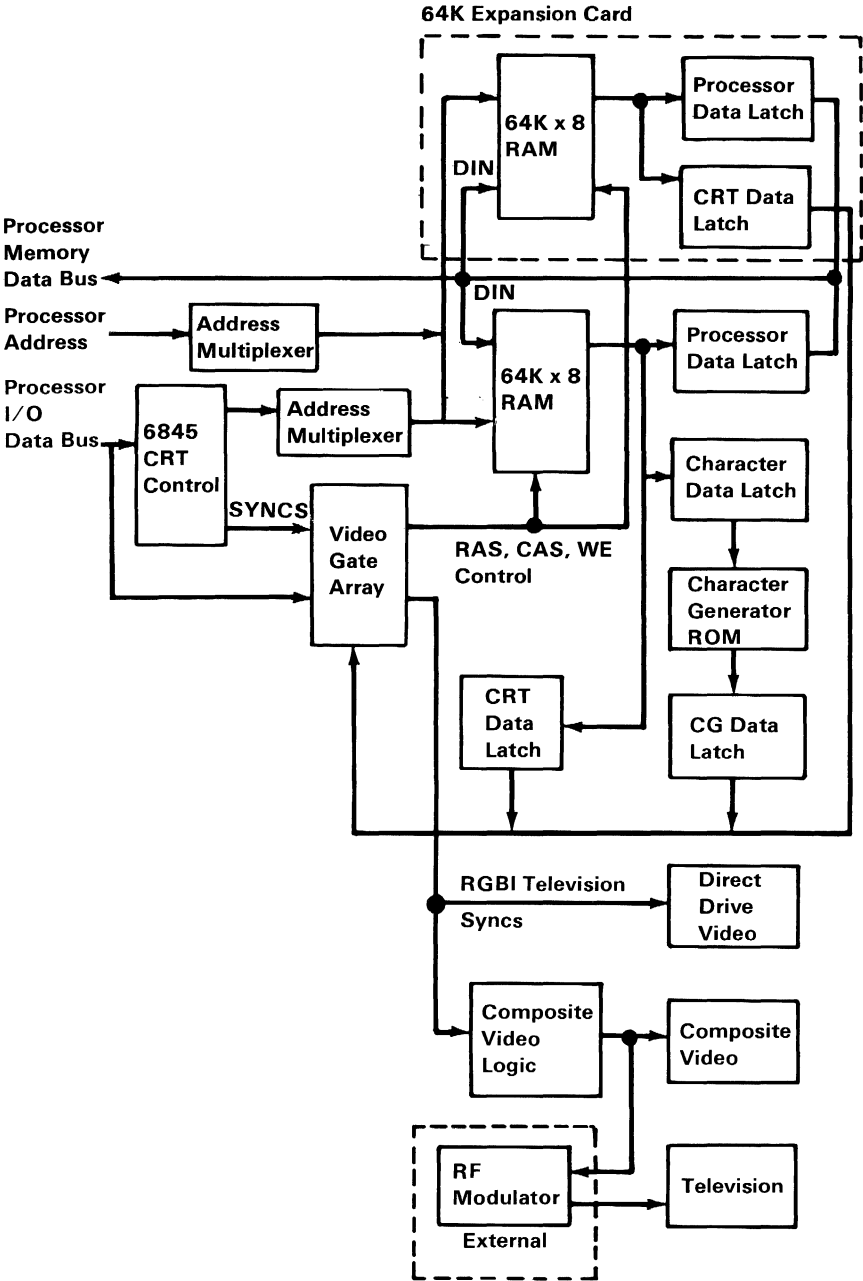 64K Expansion Card
64K x 8
RAM
Processor
Data Latch
DIN
CRT Data
Latch
Processor
Memory
Data Bus
DIN
Processor
Address
Address
Multiplexer
64K x 8
RAM
Processor
Data Latch
Processor
I/O
Data Bus
6845
CRT
Control
Address
Multiplexer
Character
Data Latch
SYNCS
Video
Gate
Array
RAS, CAS, WE
Control
Character
Generator
ROM
CRT
Data
Latch
CG Data
Latch
RGBI Television
Syncs
Direct
Drive
Video
Composite
Video
Logic
Composite
Video
RF
Modulator
External
Television